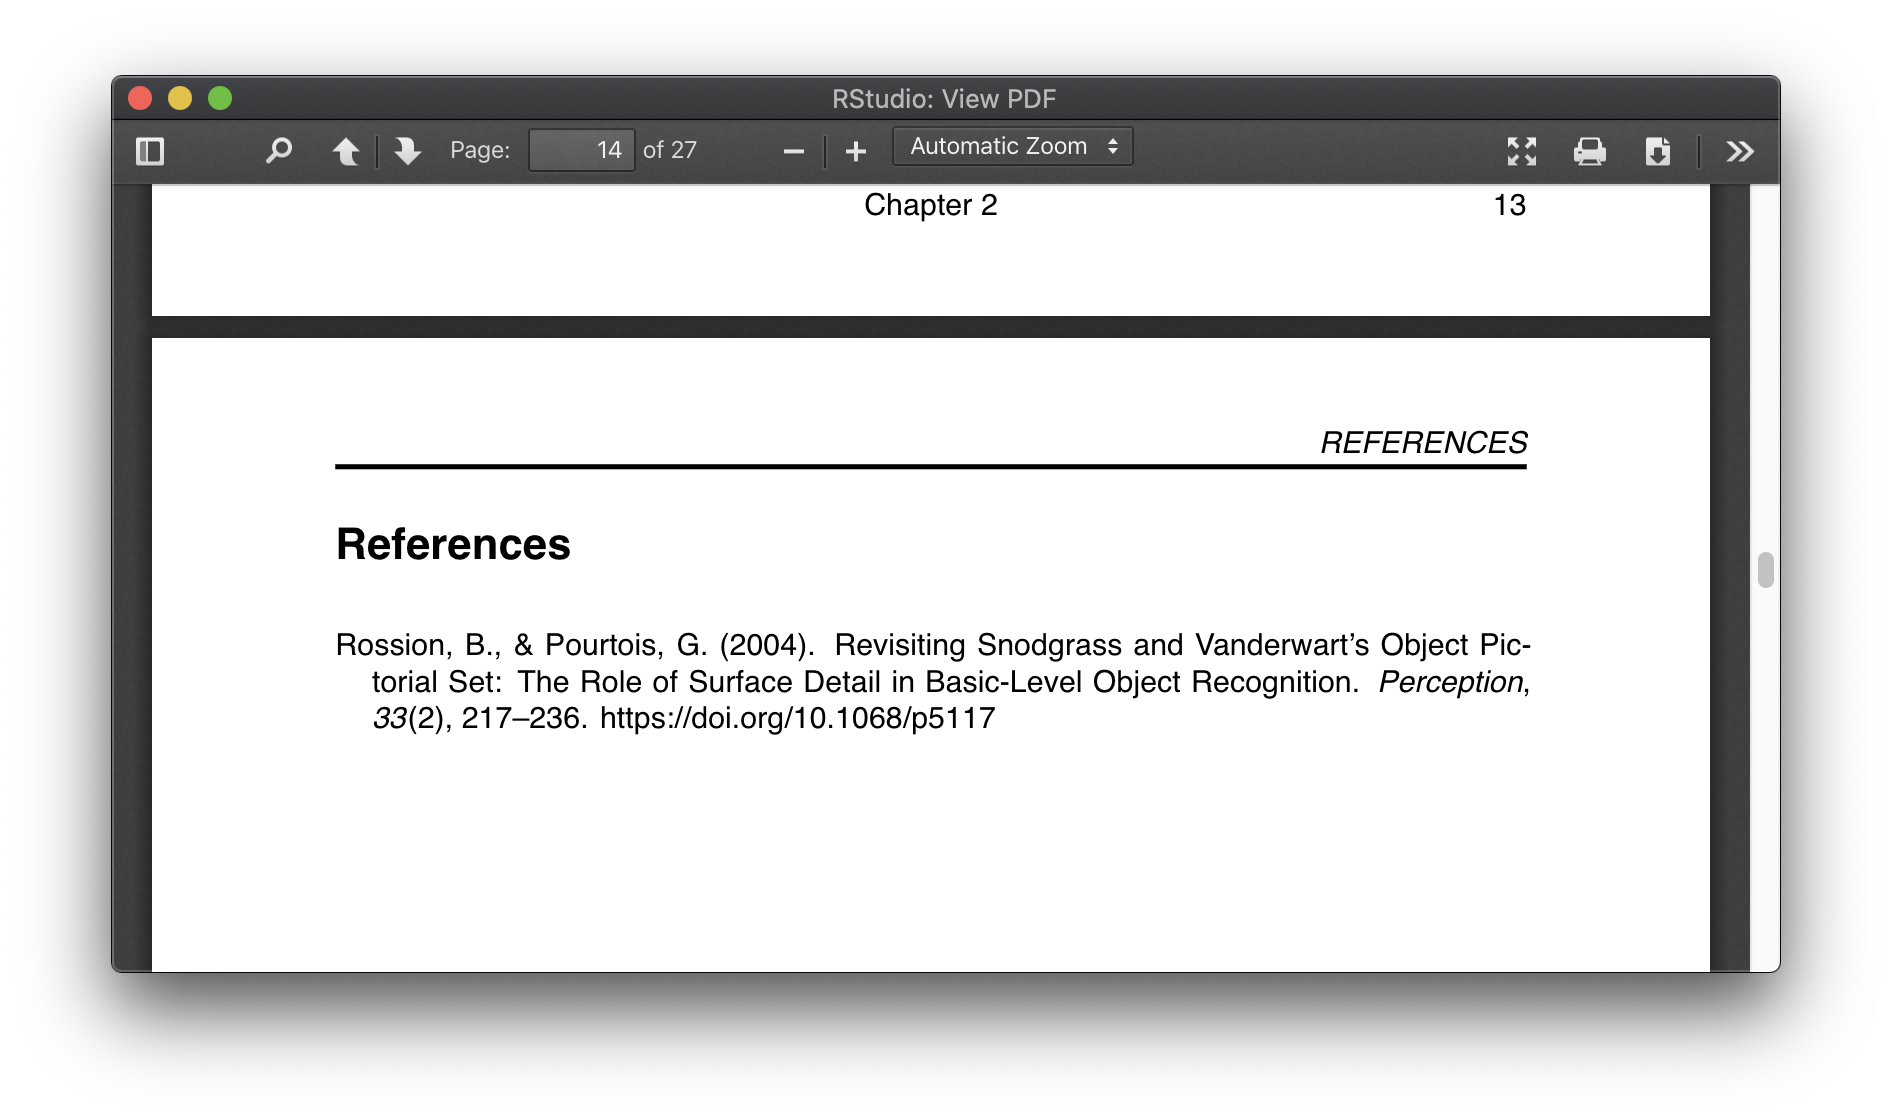 RStudio: View PDF
Page: 14 of 27
Automatic Zoom
Chapter 2 13
REFERENCES
References
Rossion, B., & Pourtois, G. (2004). Revisiting Snodgrass and Vanderwart’s Object Pic-
torial Set: The Role of Surface Detail in Basic-Level Object Recognition. Perception,
33(2), 217–236. https://doi.org/10.1068/p5117